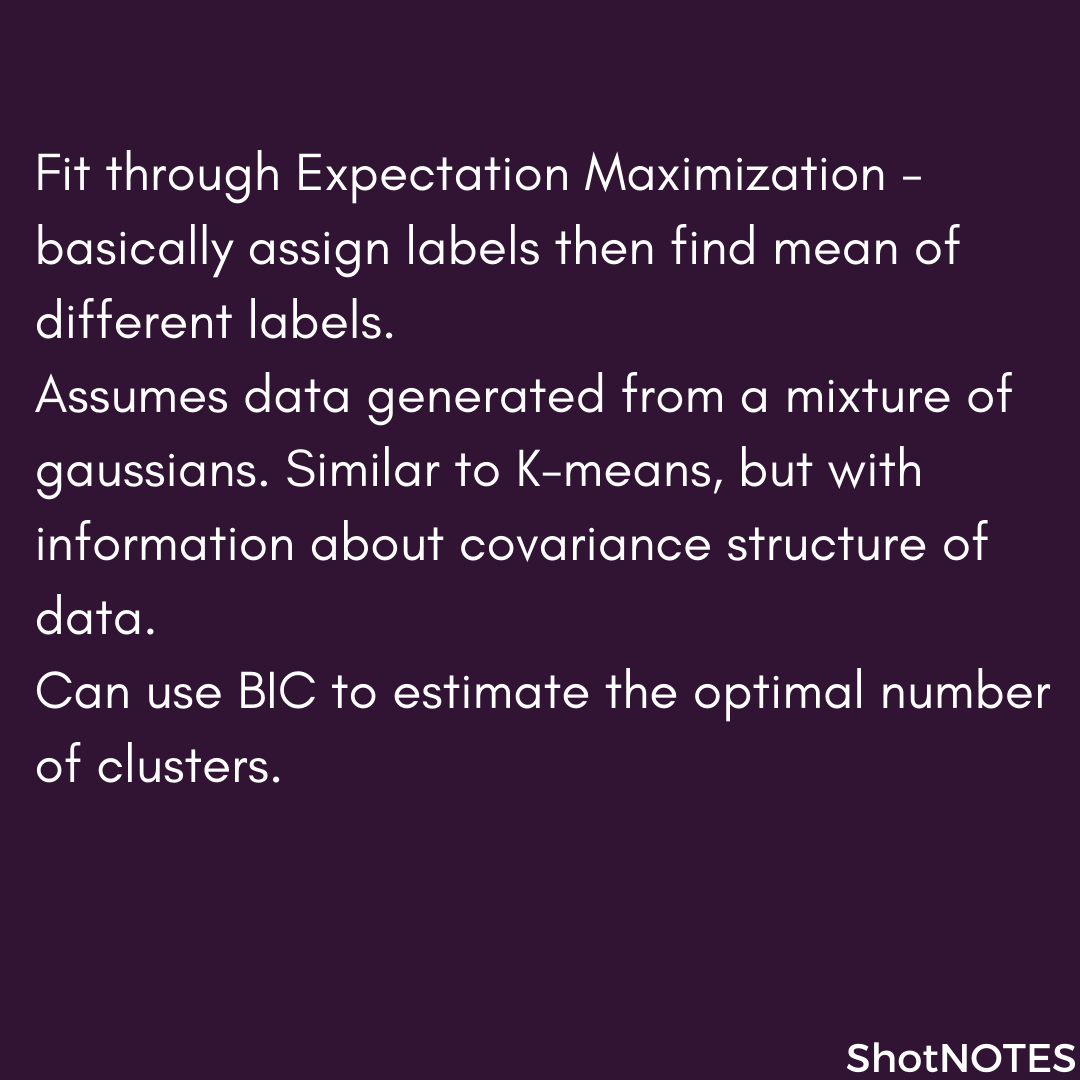 Fit through Expectation Maximization -
basically assign labels then find mean of
different labels.
Assumes data generated from a mixture of
gaussians. Similar to K-means, but with
information about covariance structure of
data.
Can use BIC to estimate the optimal number
of clusters.
ShotNOTES